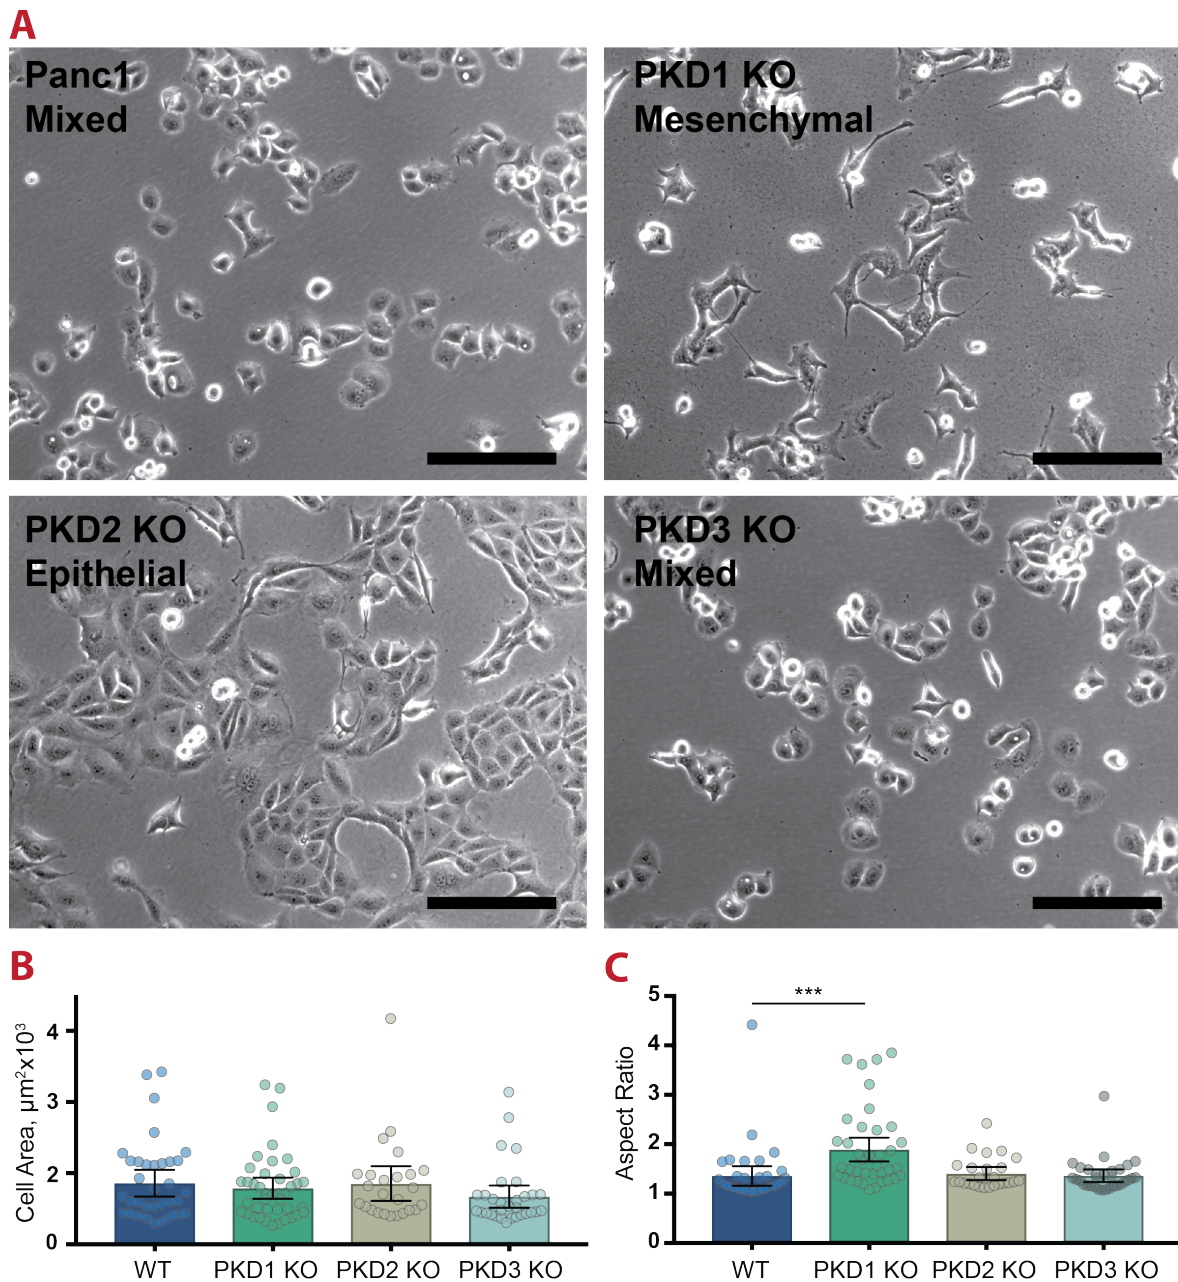 A
Panc1
Mixed
PKD1 KO
Mesenchymal
PKD2 KO
Epithelial
PKD3 KO
Mixed
B
Cell Area, μm²x10³
4
3
2
0
WT
PKD1 KO
PKD2 KO
PKD3 KO
C
Aspect Ratio
5
4
3
2
1
0
***
WT
PKD1 KO
PKD2 KO
PKD3 KO